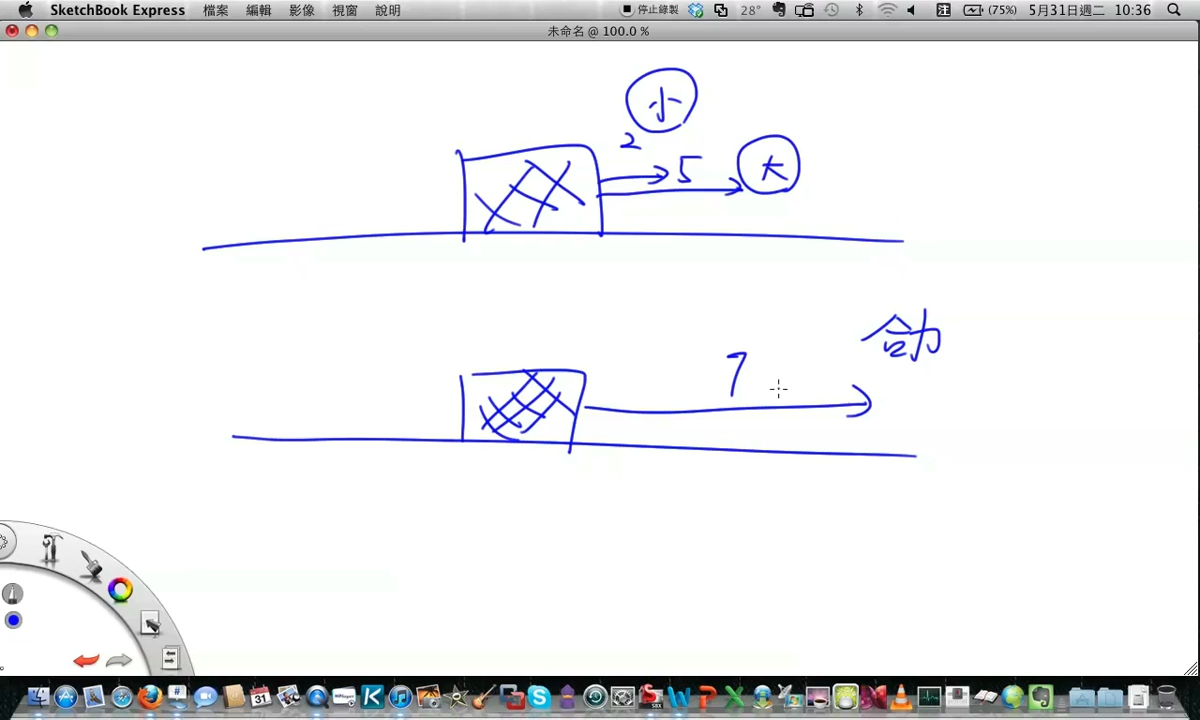 SketchBook Express 檔案 編輯 影像 視窗 說明 停止錄製 28° 注 (75%) 5月31日週二 10:36
未命名 @ 100.0 %
小
2
5 大
合力
7
31